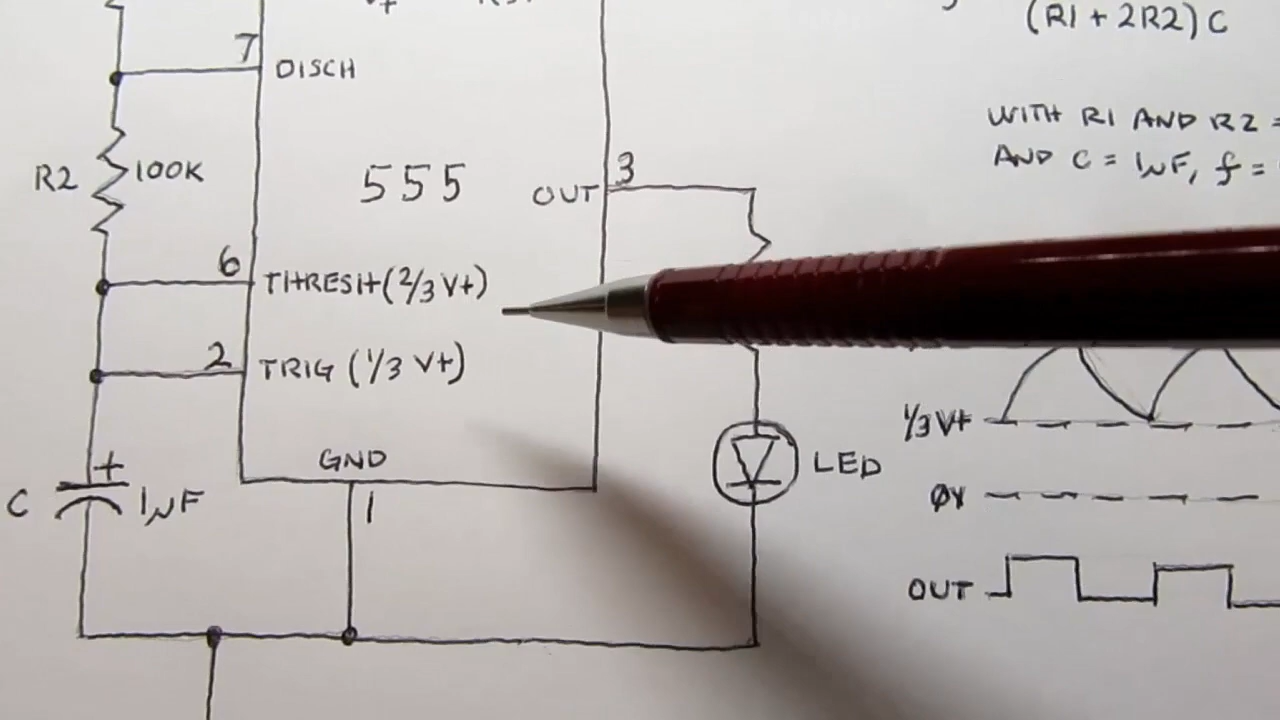 (R1 + 2R2) C
7
DISCH
WITH R1 AND R2 =
AND C = 1µF, f =
R2
100K
555
OUT
3
6
THRESH (2/3 V+)
2
TRIG (1/3 V+)
1/3 V+
GND
+
LED
C
1µF
1
0V
OUT